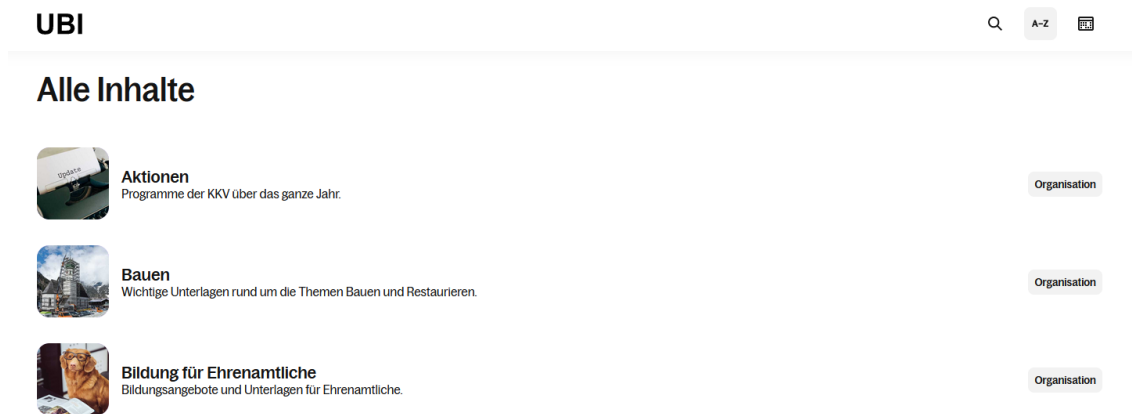 UBI
A–Z
Alle Inhalte
Update
Aktionen
Programme der KKV über das ganze Jahr.
Organisation
Bauen
Wichtige Unterlagen rund um die Themen Bauen und Restaurieren.
Organisation
Bildung für Ehrenamtliche
Bildungsangebote und Unterlagen für Ehrenamtliche.
Organisation